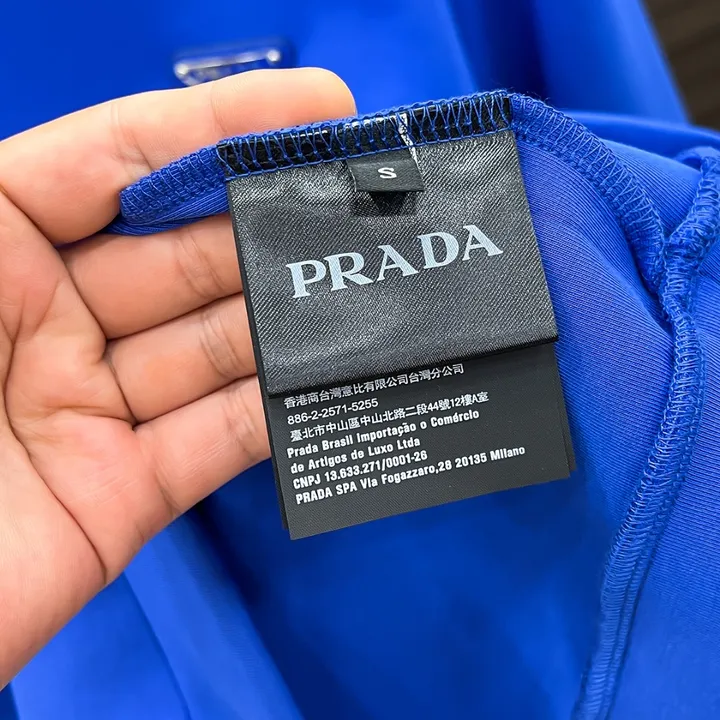 S
PRADA
香港商台灣意比有限公司台灣分公司
886-2-2571-5255
臺北市中山區中山北路二段44號12樓A室
Prada Brasil Importação o Comércio
de Artigos de Luxo Ltda
CNPJ 13.633.271/0001-26
PRADA SPA Via Fogazzaro,28 20135 Milano